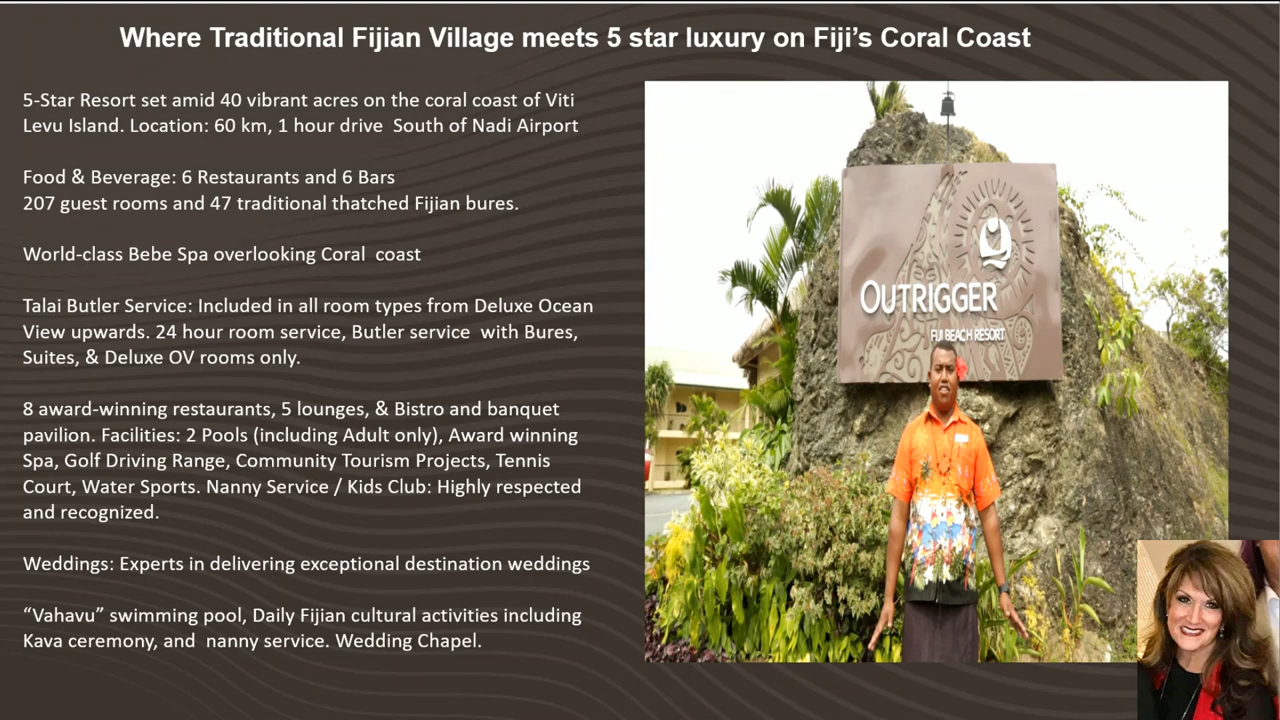 Where Traditional Fijian Village meets 5 star luxury on Fiji’s Coral Coast
5-Star Resort set amid 40 vibrant acres on the coral coast of Viti
Levu Island. Location: 60 km, 1 hour drive  South of Nadi Airport
Food & Beverage: 6 Restaurants and 6 Bars
207 guest rooms and 47 traditional thatched Fijian bures.
World-class Bebe Spa overlooking Coral  coast
Talai Butler Service: Included in all room types from Deluxe Ocean
View upwards. 24 hour room service, Butler service  with Bures,
Suites, & Deluxe OV rooms only.
8 award-winning restaurants, 5 lounges, & Bistro and banquet
pavilion. Facilities: 2 Pools (including Adult only), Award winning
Spa, Golf Driving Range, Community Tourism Projects, Tennis
Court, Water Sports. Nanny Service / Kids Club: Highly respected
and recognized.
Weddings: Experts in delivering exceptional destination weddings
“Vahavu” swimming pool, Daily Fijian cultural activities including
Kava ceremony, and  nanny service. Wedding Chapel.
OUTRIGGER
FIJI BEACH RESORT